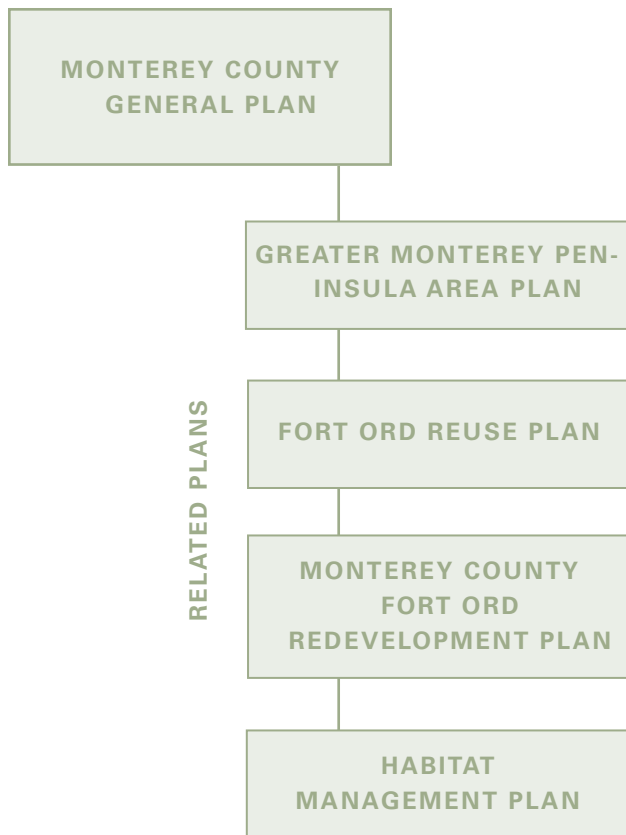 MONTEREY COUNTY
GENERAL PLAN
GREATER MONTEREY PEN-
INSULA AREA PLAN
RELATED PLANS
FORT ORD REUSE PLAN
MONTEREY COUNTY
FORT ORD
REDEVELOPMENT PLAN
HABITAT
MANAGEMENT PLAN